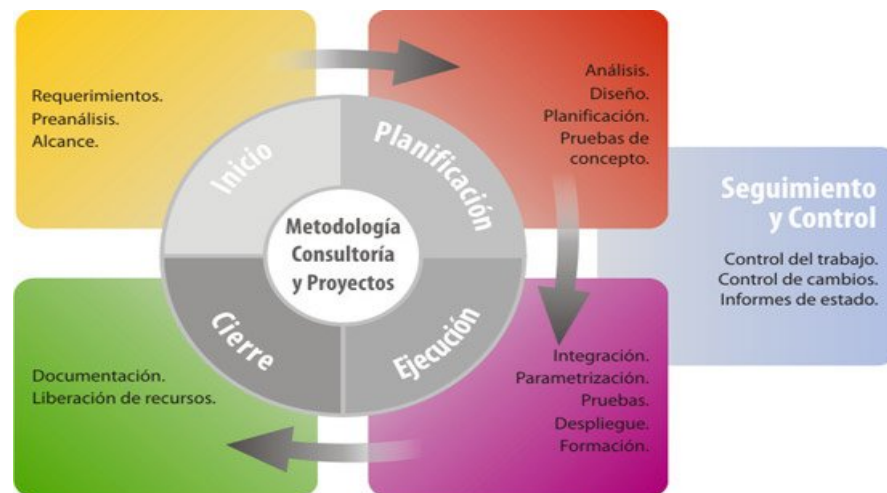 Requerimientos.
Preanálisis.
Alcance.
Inicio
Análisis.
Diseño.
Planificación.
Pruebas de
concepto.
Planificación
Metodología
Consultoría
y Proyectos
Seguimiento
y Control
Control del trabajo.
Control de cambios.
Informes de estado.
Integración.
Parametrización.
Pruebas.
Despliegue.
Formación.
Ejecución
Documentación.
Liberación de recursos.
Cierre